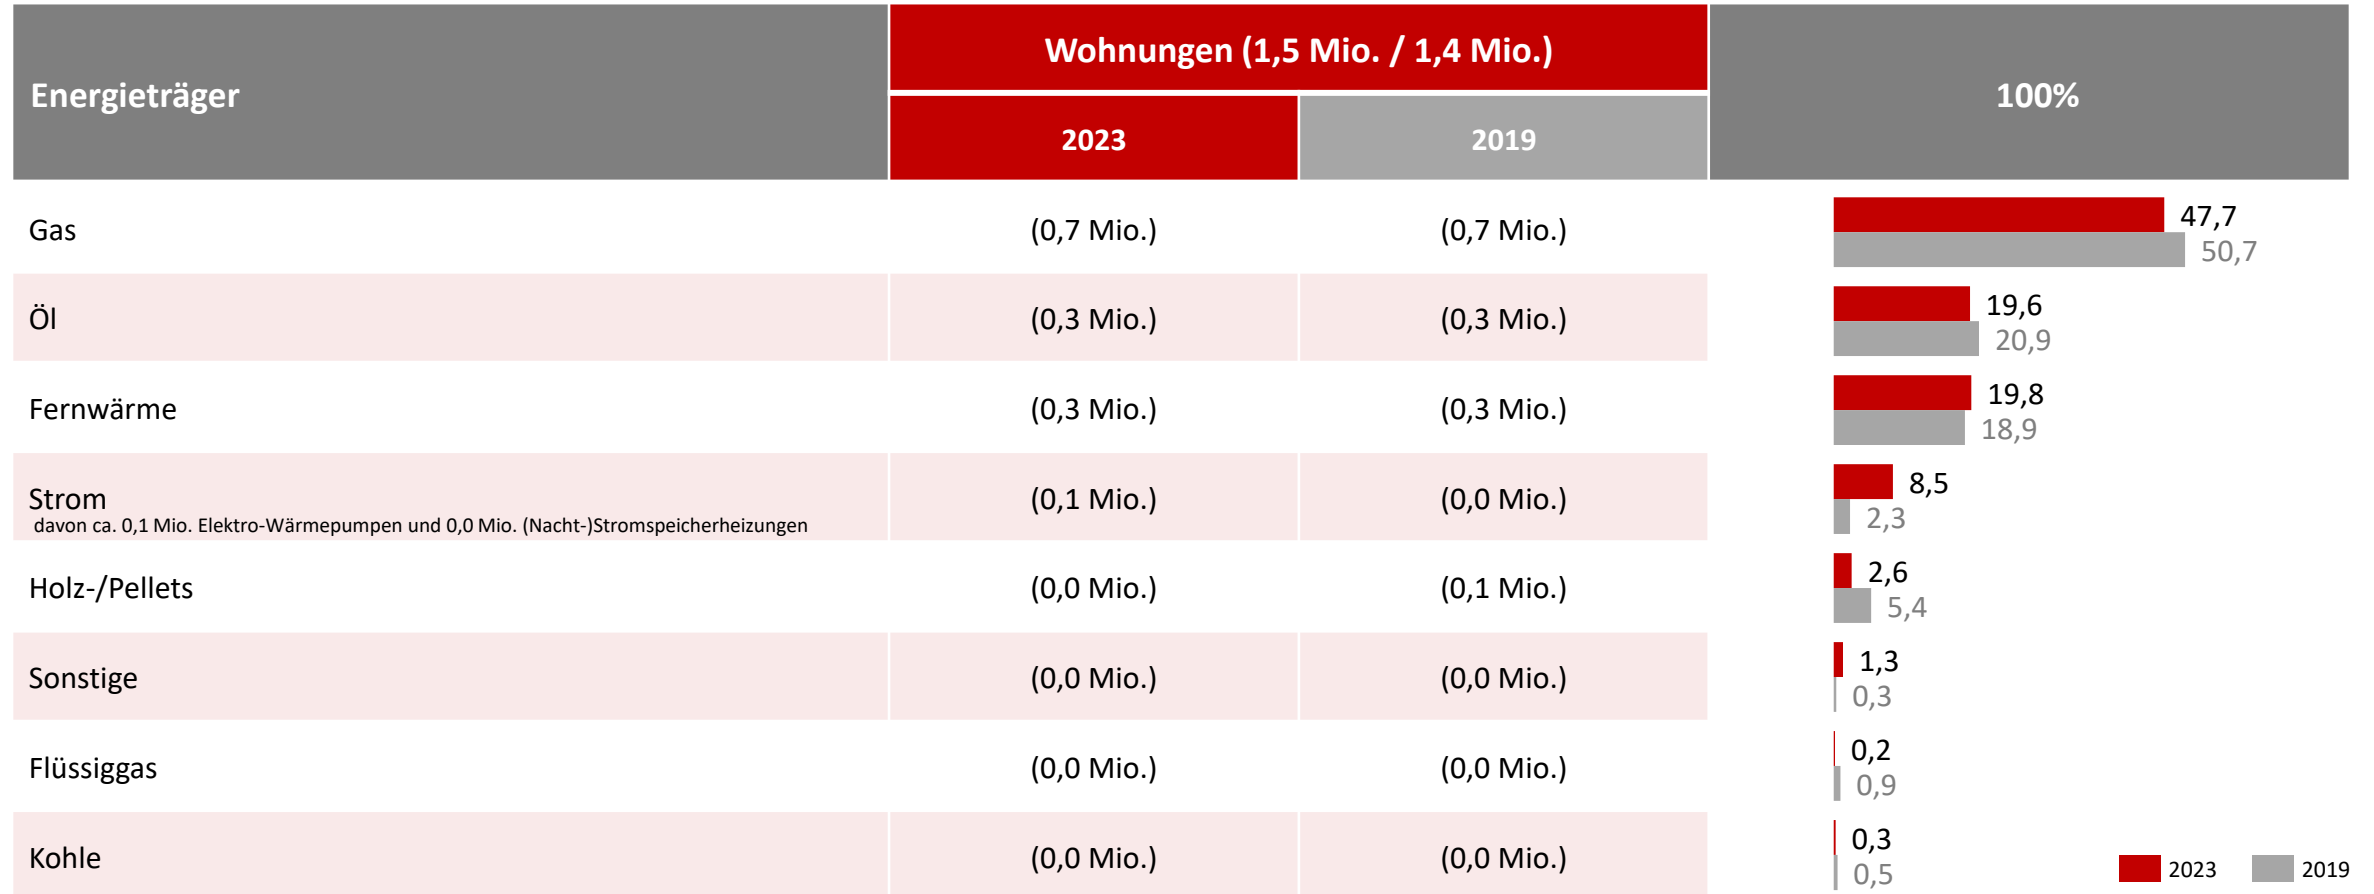 Energieträger
Wohnungen (1,5 Mio. / 1,4 Mio.)
2023
2019
100%
Gas
(0,7 Mio.)
(0,7 Mio.)
47,7
50,7
Öl
(0,3 Mio.)
(0,3 Mio.)
19,6
20,9
Fernwärme
(0,3 Mio.)
(0,3 Mio.)
19,8
18,9
Strom
davon ca. 0,1 Mio. Elektro-Wärmepumpen und 0,0 Mio. (Nacht-)Stromspeicherheizungen
(0,1 Mio.)
(0,0 Mio.)
8,5
2,3
Holz-/Pellets
(0,0 Mio.)
(0,1 Mio.)
2,6
5,4
Sonstige
(0,0 Mio.)
(0,0 Mio.)
1,3
0,3
Flüssiggas
(0,0 Mio.)
(0,0 Mio.)
0,2
0,9
Kohle
(0,0 Mio.)
(0,0 Mio.)
0,3
0,5
2023
2019